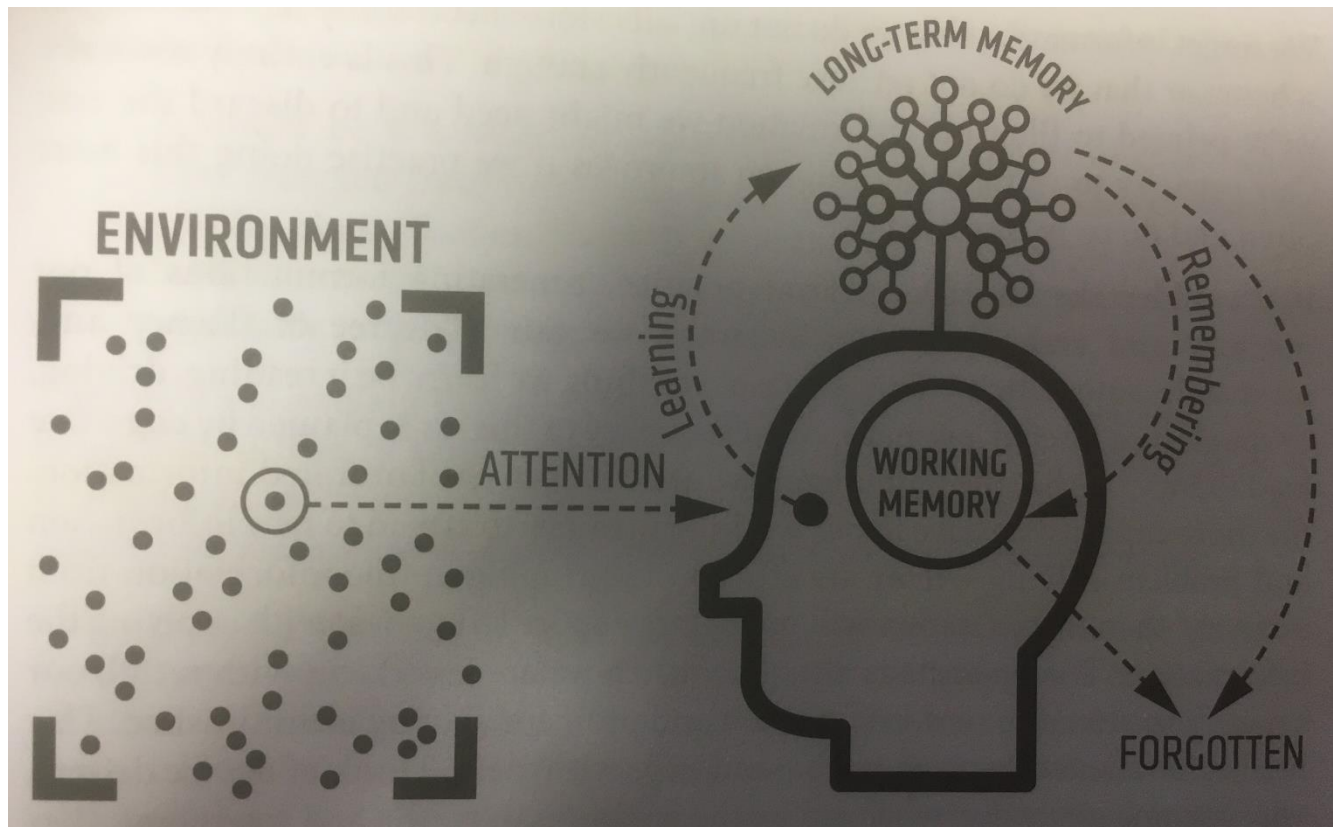 LONG-TERM MEMORY
ENVIRONMENT
Learning
Remembering
ATTENTION
WORKING
MEMORY
FORGOTTEN